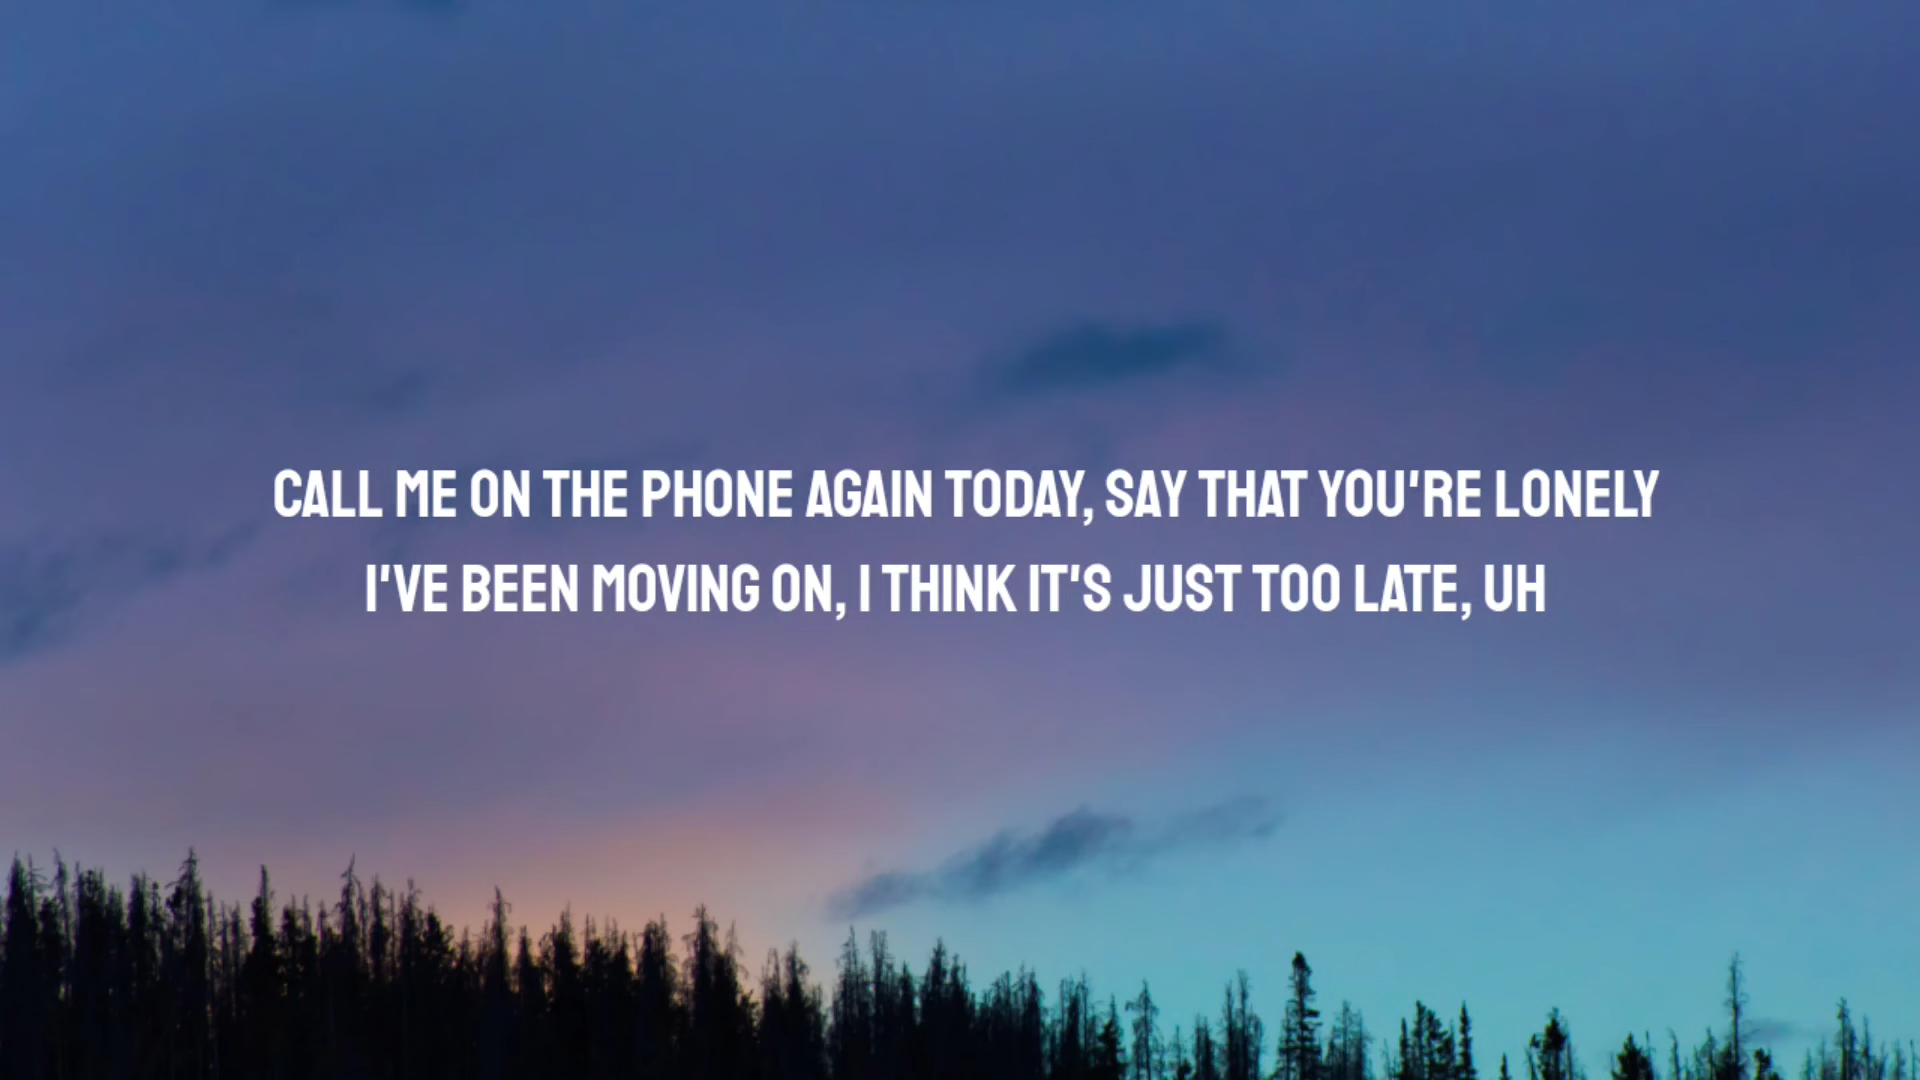 CALL ME ON THE PHONE AGAIN TODAY, SAY THAT YOU'RE LONELY
I'VE BEEN MOVING ON, I THINK IT'S JUST TOO LATE, UH